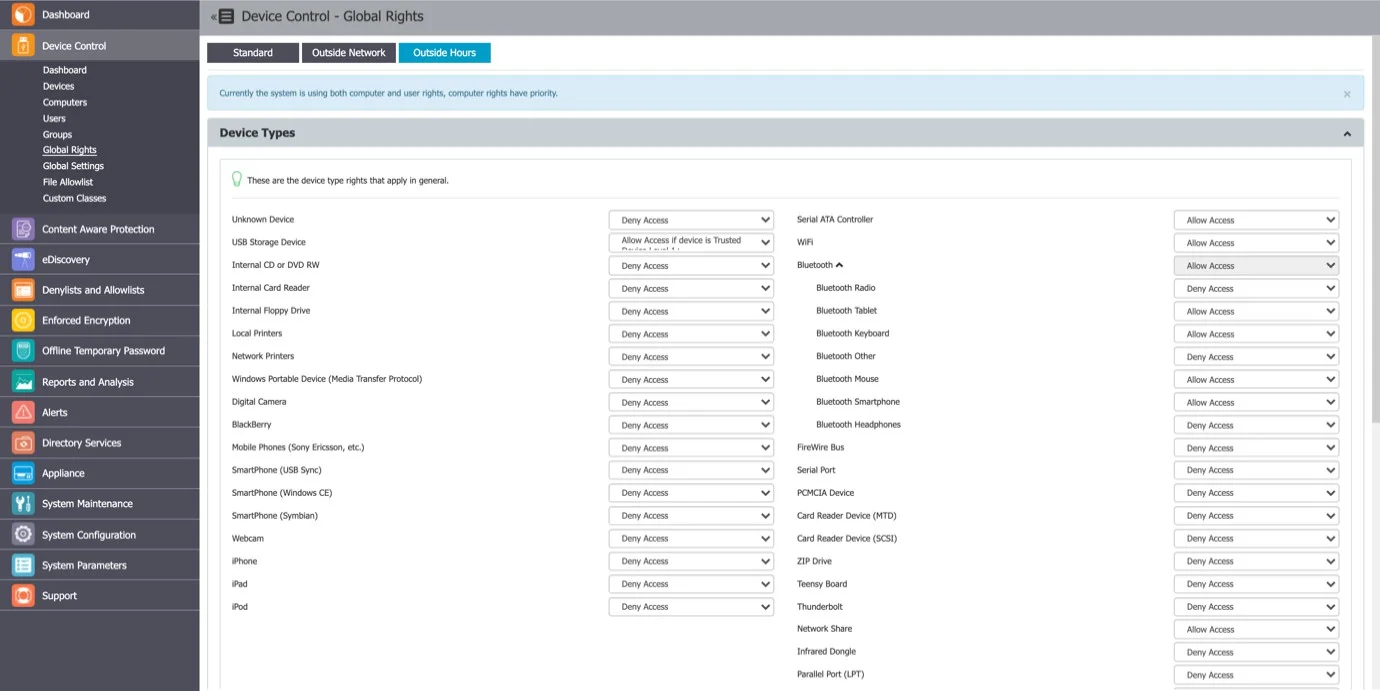 Dashboard
Device Control
Dashboard
Devices
Computers
Users
Groups
Global Rights
Global Settings
File Allowlist
Custom Classes
Content Aware Protection
eDiscovery
Denylists and Allowlists
Enforced Encryption
Offline Temporary Password
Reports and Analysis
Alerts
Directory Services
Appliance
System Maintenance
System Configuration
System Parameters
Support
Device Control - Global Rights
Standard
Outside Network
Outside Hours
Currently the system is using both computer and user rights, computer rights have priority.
Device Types
These are the device type rights that apply in general.
Unknown Device Deny Access
USB Storage Device Allow Access if device is Trusted
Internal CD or DVD RW Deny Access
Internal Card Reader Deny Access
Internal Floppy Drive Deny Access
Local Printers Deny Access
Network Printers Deny Access
Windows Portable Device (Media Transfer Protocol) Deny Access
Digital Camera Deny Access
BlackBerry Deny Access
Mobile Phones (Sony Ericsson, etc.) Deny Access
SmartPhone (USB Sync) Deny Access
SmartPhone (Windows CE) Deny Access
SmartPhone (Symbian) Deny Access
Webcam Deny Access
iPhone Deny Access
iPad Deny Access
iPod Deny Access
Serial ATA Controller Allow Access
WiFi Allow Access
Bluetooth Allow Access
Bluetooth Radio Deny Access
Bluetooth Tablet Allow Access
Bluetooth Keyboard Allow Access
Bluetooth Other Deny Access
Bluetooth Mouse Allow Access
Bluetooth Smartphone Allow Access
Bluetooth Headphones Deny Access
FireWire Bus Deny Access
Serial Port Deny Access
PCMCIA Device Deny Access
Card Reader Device (MTD) Deny Access
Card Reader Device (SCSI) Deny Access
ZIP Drive Deny Access
Teensy Board Deny Access
Thunderbolt Deny Access
Network Share Allow Access
Infrared Dongle Deny Access
Parallel Port (LPT) Deny Access